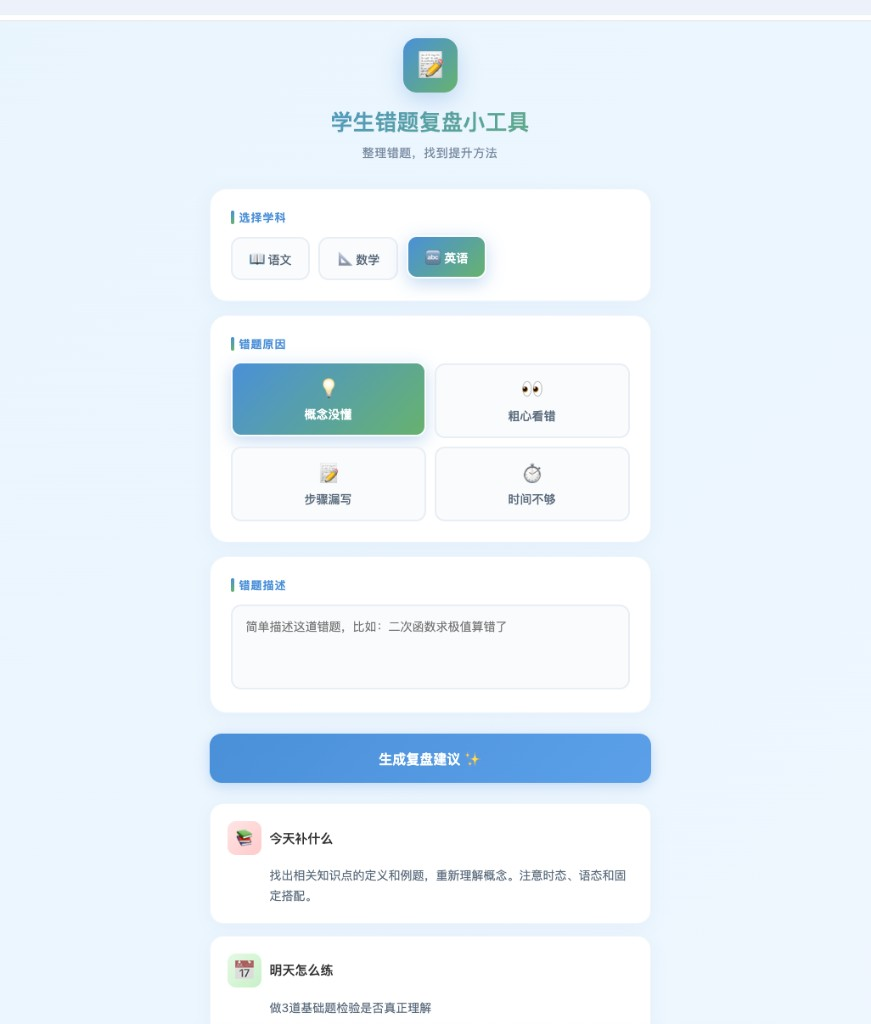 学生错题复盘小工具
整理错题，找到提升方法
选择学科
语文
数学
abc 英语
错题原因
概念没懂
粗心看错
步骤漏写
时间不够
错题描述
简单描述这道错题，比如：二次函数求极值算错了
生成复盘建议
今天补什么
找出相关知识点的定义和例题，重新理解概念。注意时态、语态和固
定搭配。
17
明天怎么练
做3道基础题检验是否真正理解